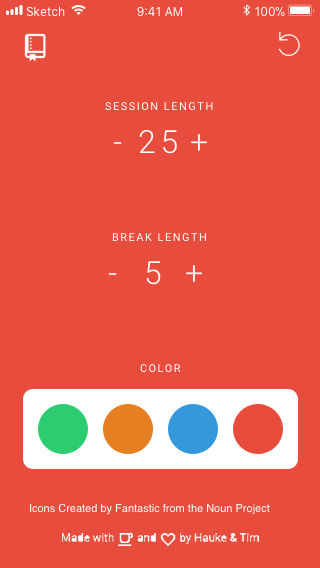 Sketch 9:41 AM 100%
SESSION LENGTH
- 25 +
BREAK LENGTH
- 5 +
COLOR
Icons Created by Fantastic from the Noun Project
Made with and by Hauke & Tim